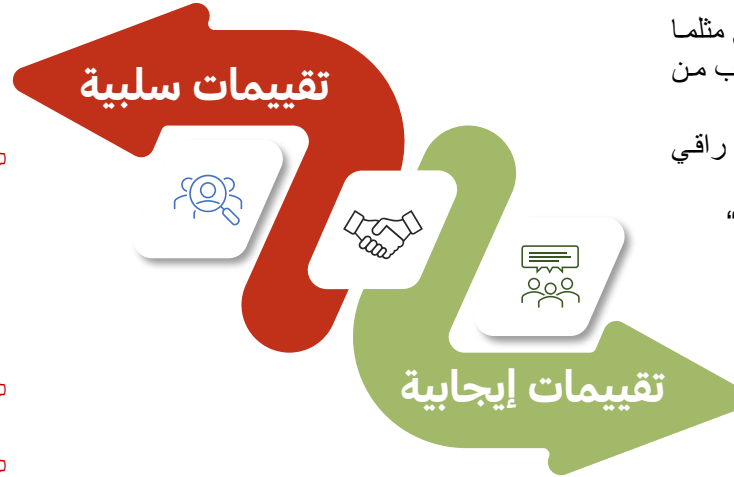 مثلما
ب من
راقي
“
تقييمات سلبية
تقييمات إيجابية